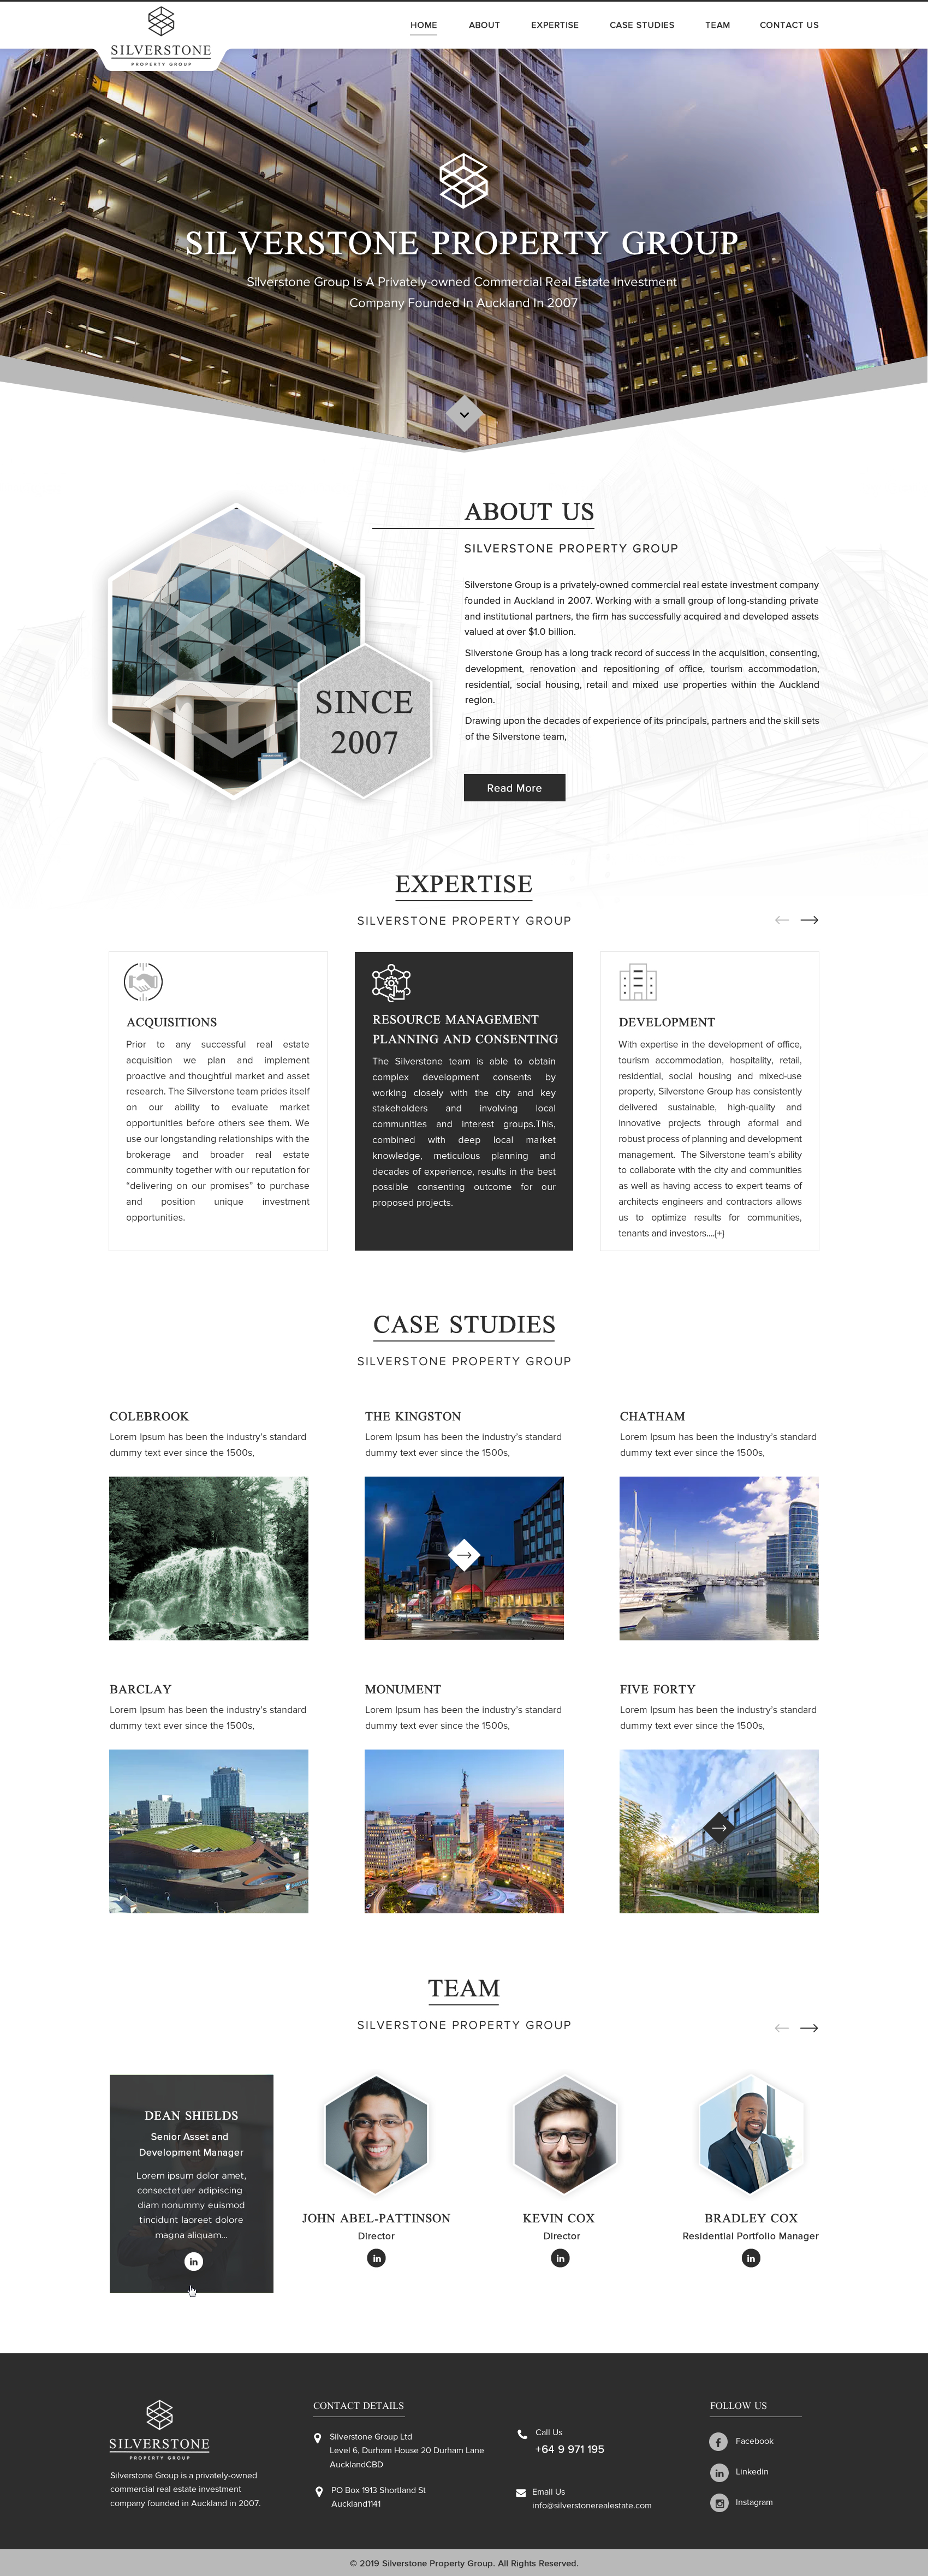 SILVERSTONE
PROPERTY GROUP
HOME ABOUT EXPERTISE CASE STUDIES TEAM CONTACT US
SILVERSTONE PROPERTY GROUP
Silverstone Group Is A Privately-owned Commercial Real Estate Investment
Company Founded In Auckland In 2007
ABOUT US
SILVERSTONE PROPERTY GROUP
Silverstone Group is a privately-owned commercial real estate investment company
founded in Auckland in 2007. Working with a small group of long-standing private
and institutional partners, the firm has successfully acquired and developed assets
valued at over $1.0 billion.
Silverstone Group has a long track record of success in the acquisition, consenting,
development, renovation and repositioning of office, tourism accommodation,
residential, social housing, retail and mixed use properties within the Auckland
region.
Drawing upon the decades of experience of its principals, partners and the skill sets
of the Silverstone team,
SINCE
2007
Read More
EXPERTISE
SILVERSTONE PROPERTY GROUP
ACQUISITIONS
Prior to any successful real estate
acquisition we plan and implement
proactive and thoughtful market and asset
research. The Silverstone team prides itself
on our ability to evaluate market
opportunities before others see them. We
use our longstanding relationships with the
brokerage and broader real estate
community together with our reputation for
“delivering on our promises” to purchase
and position unique investment
opportunities.
RESOURCE MANAGEMENT
PLANNING AND CONSENTING
The Silverstone team is able to obtain
complex development consents by
working closely with the city and key
stakeholders and involving local
communities and interest groups.This,
combined with deep local market
knowledge, meticulous planning and
decades of experience, results in the best
possible consenting outcome for our
proposed projects.
DEVELOPMENT
With expertise in the development of office,
tourism accommodation, hospitality, retail,
residential, social housing and mixed-use
property, Silverstone Group has consistently
delivered sustainable, high-quality and
innovative projects through aformal and
robust process of planning and development
management. The Silverstone team’s ability
to collaborate with the city and communities
as well as having access to expert teams of
architects engineers and contractors allows
us to optimize results for communities,
tenants and investors....{+}
CASE STUDIES
SILVERSTONE PROPERTY GROUP
COLEBROOK
Lorem Ipsum has been the industry’s standard
dummy text ever since the 1500s,
THE KINGSTON
Lorem Ipsum has been the industry’s standard
dummy text ever since the 1500s,
CHATHAM
Lorem Ipsum has been the industry’s standard
dummy text ever since the 1500s,
BARCLAY
Lorem Ipsum has been the industry’s standard
dummy text ever since the 1500s,
MONUMENT
Lorem Ipsum has been the industry’s standard
dummy text ever since the 1500s,
FIVE FORTY
Lorem Ipsum has been the industry’s standard
dummy text ever since the 1500s,
TEAM
SILVERSTONE PROPERTY GROUP
DEAN SHIELDS
Senior Asset and
Development Manager
Lorem ipsum dolor amet,
consectetuer adipiscing
diam nonummy euismod
tincidunt laoreet dolore
magna aliquam...
in
JOHN ABEL-PATTINSON
Director
in
KEVIN COX
Director
in
BRADLEY COX
Residential Portfolio Manager
in
SILVERSTONE
PROPERTY GROUP
Silverstone Group is a privately-owned
commercial real estate investment
company founded in Auckland in 2007.
CONTACT DETAILS
Silverstone Group Ltd
Level 6, Durham House 20 Durham Lane
AucklandCBD
PO Box 1913 Shortland St
Auckland1141
Call Us
+64 9 971 195
Email Us
info@silverstonerealestate.com
FOLLOW US
f Facebook
in Linkedin
Instagram
© 2019 Silverstone Property Group. All Rights Reserved.